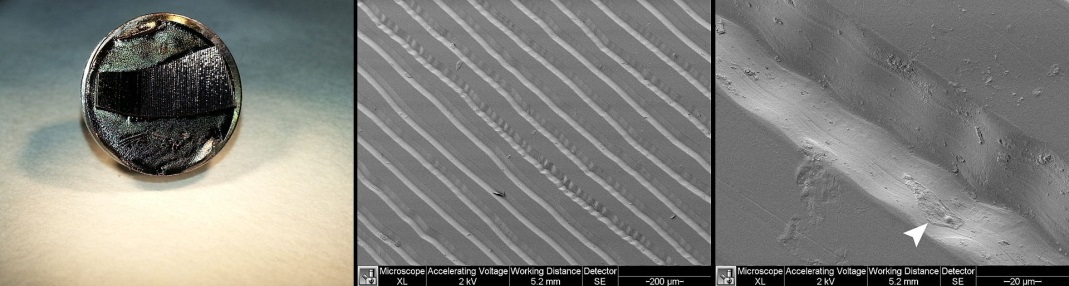 Microscope Accelerating Voltage Working Distance Detector
XL 2 kV 5.2 mm SE –200 µm–
Microscope Accelerating Voltage Working Distance Detector
XL 2 kV 5.2 mm SE –20 µm–